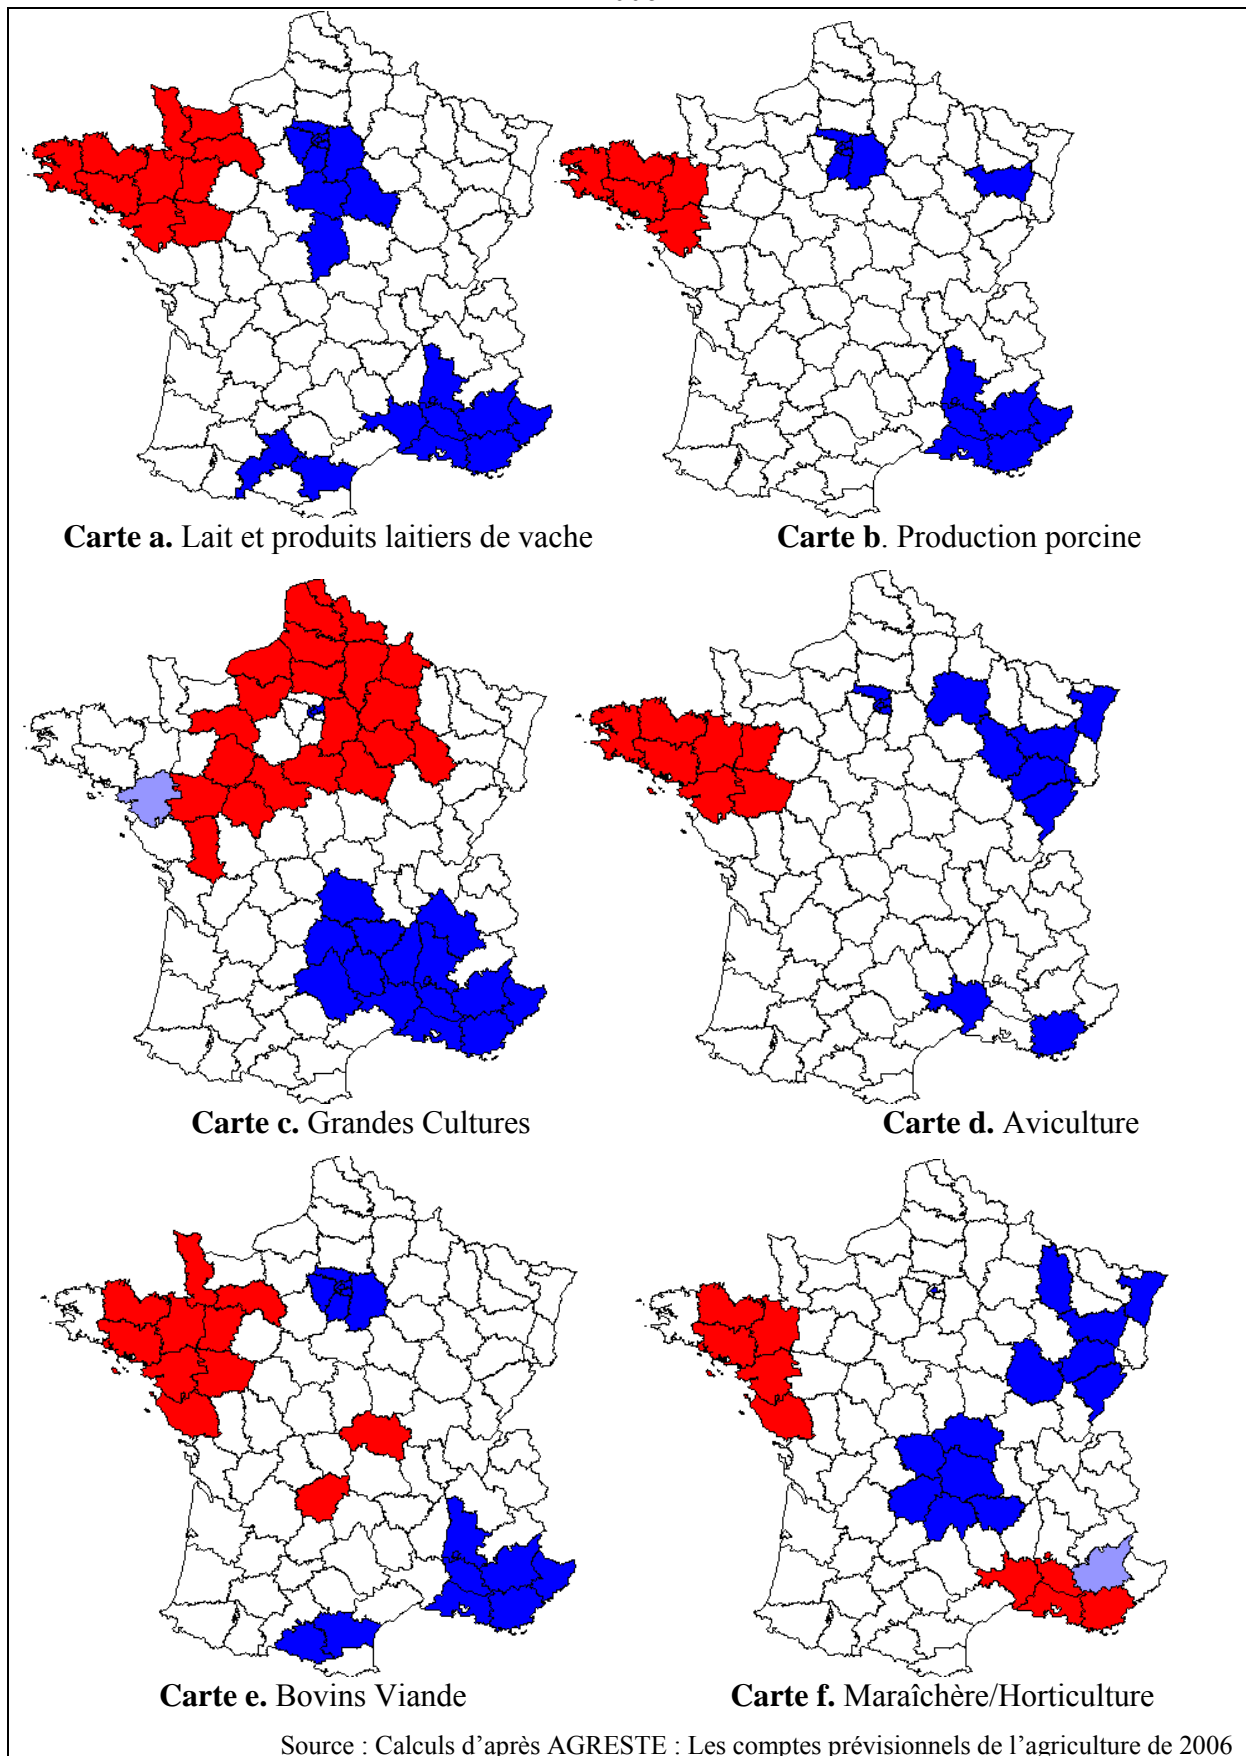 Carte a. Lait et produits laitiers de vache
Carte b. Production porcine
Carte c. Grandes Cultures
Carte d. Aviculture
Carte e. Bovins Viande
Carte f. Maraîchère/Horticulture
Source : Calculs d'après AGRESTE : Les comptes prévisionnels de l'agriculture de 2006